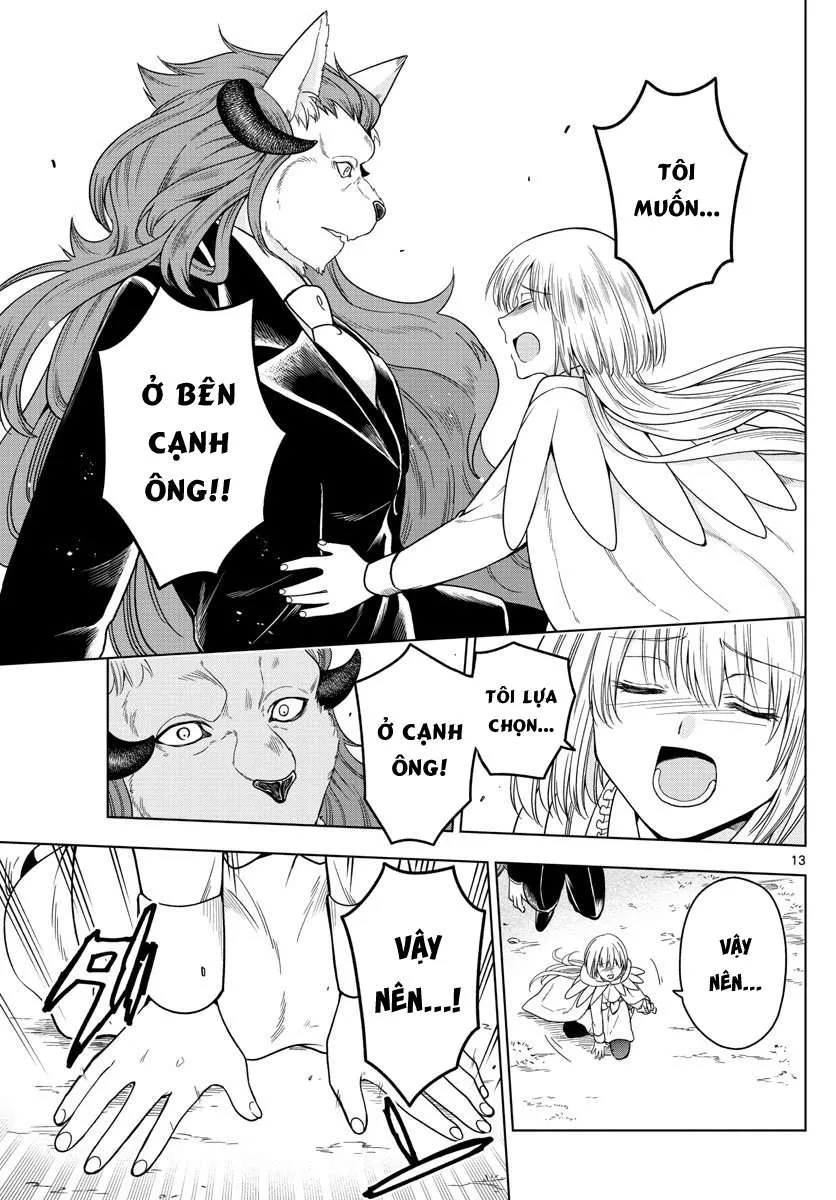 TÔI
MUỐN...
Ở BÊN
CẠNH
ÔNG!!
TÔI LỰA
CHỌN...
Ở CẠNH
ÔNG!
13
VẬY
NÊN...
VẬY
NÊN...!